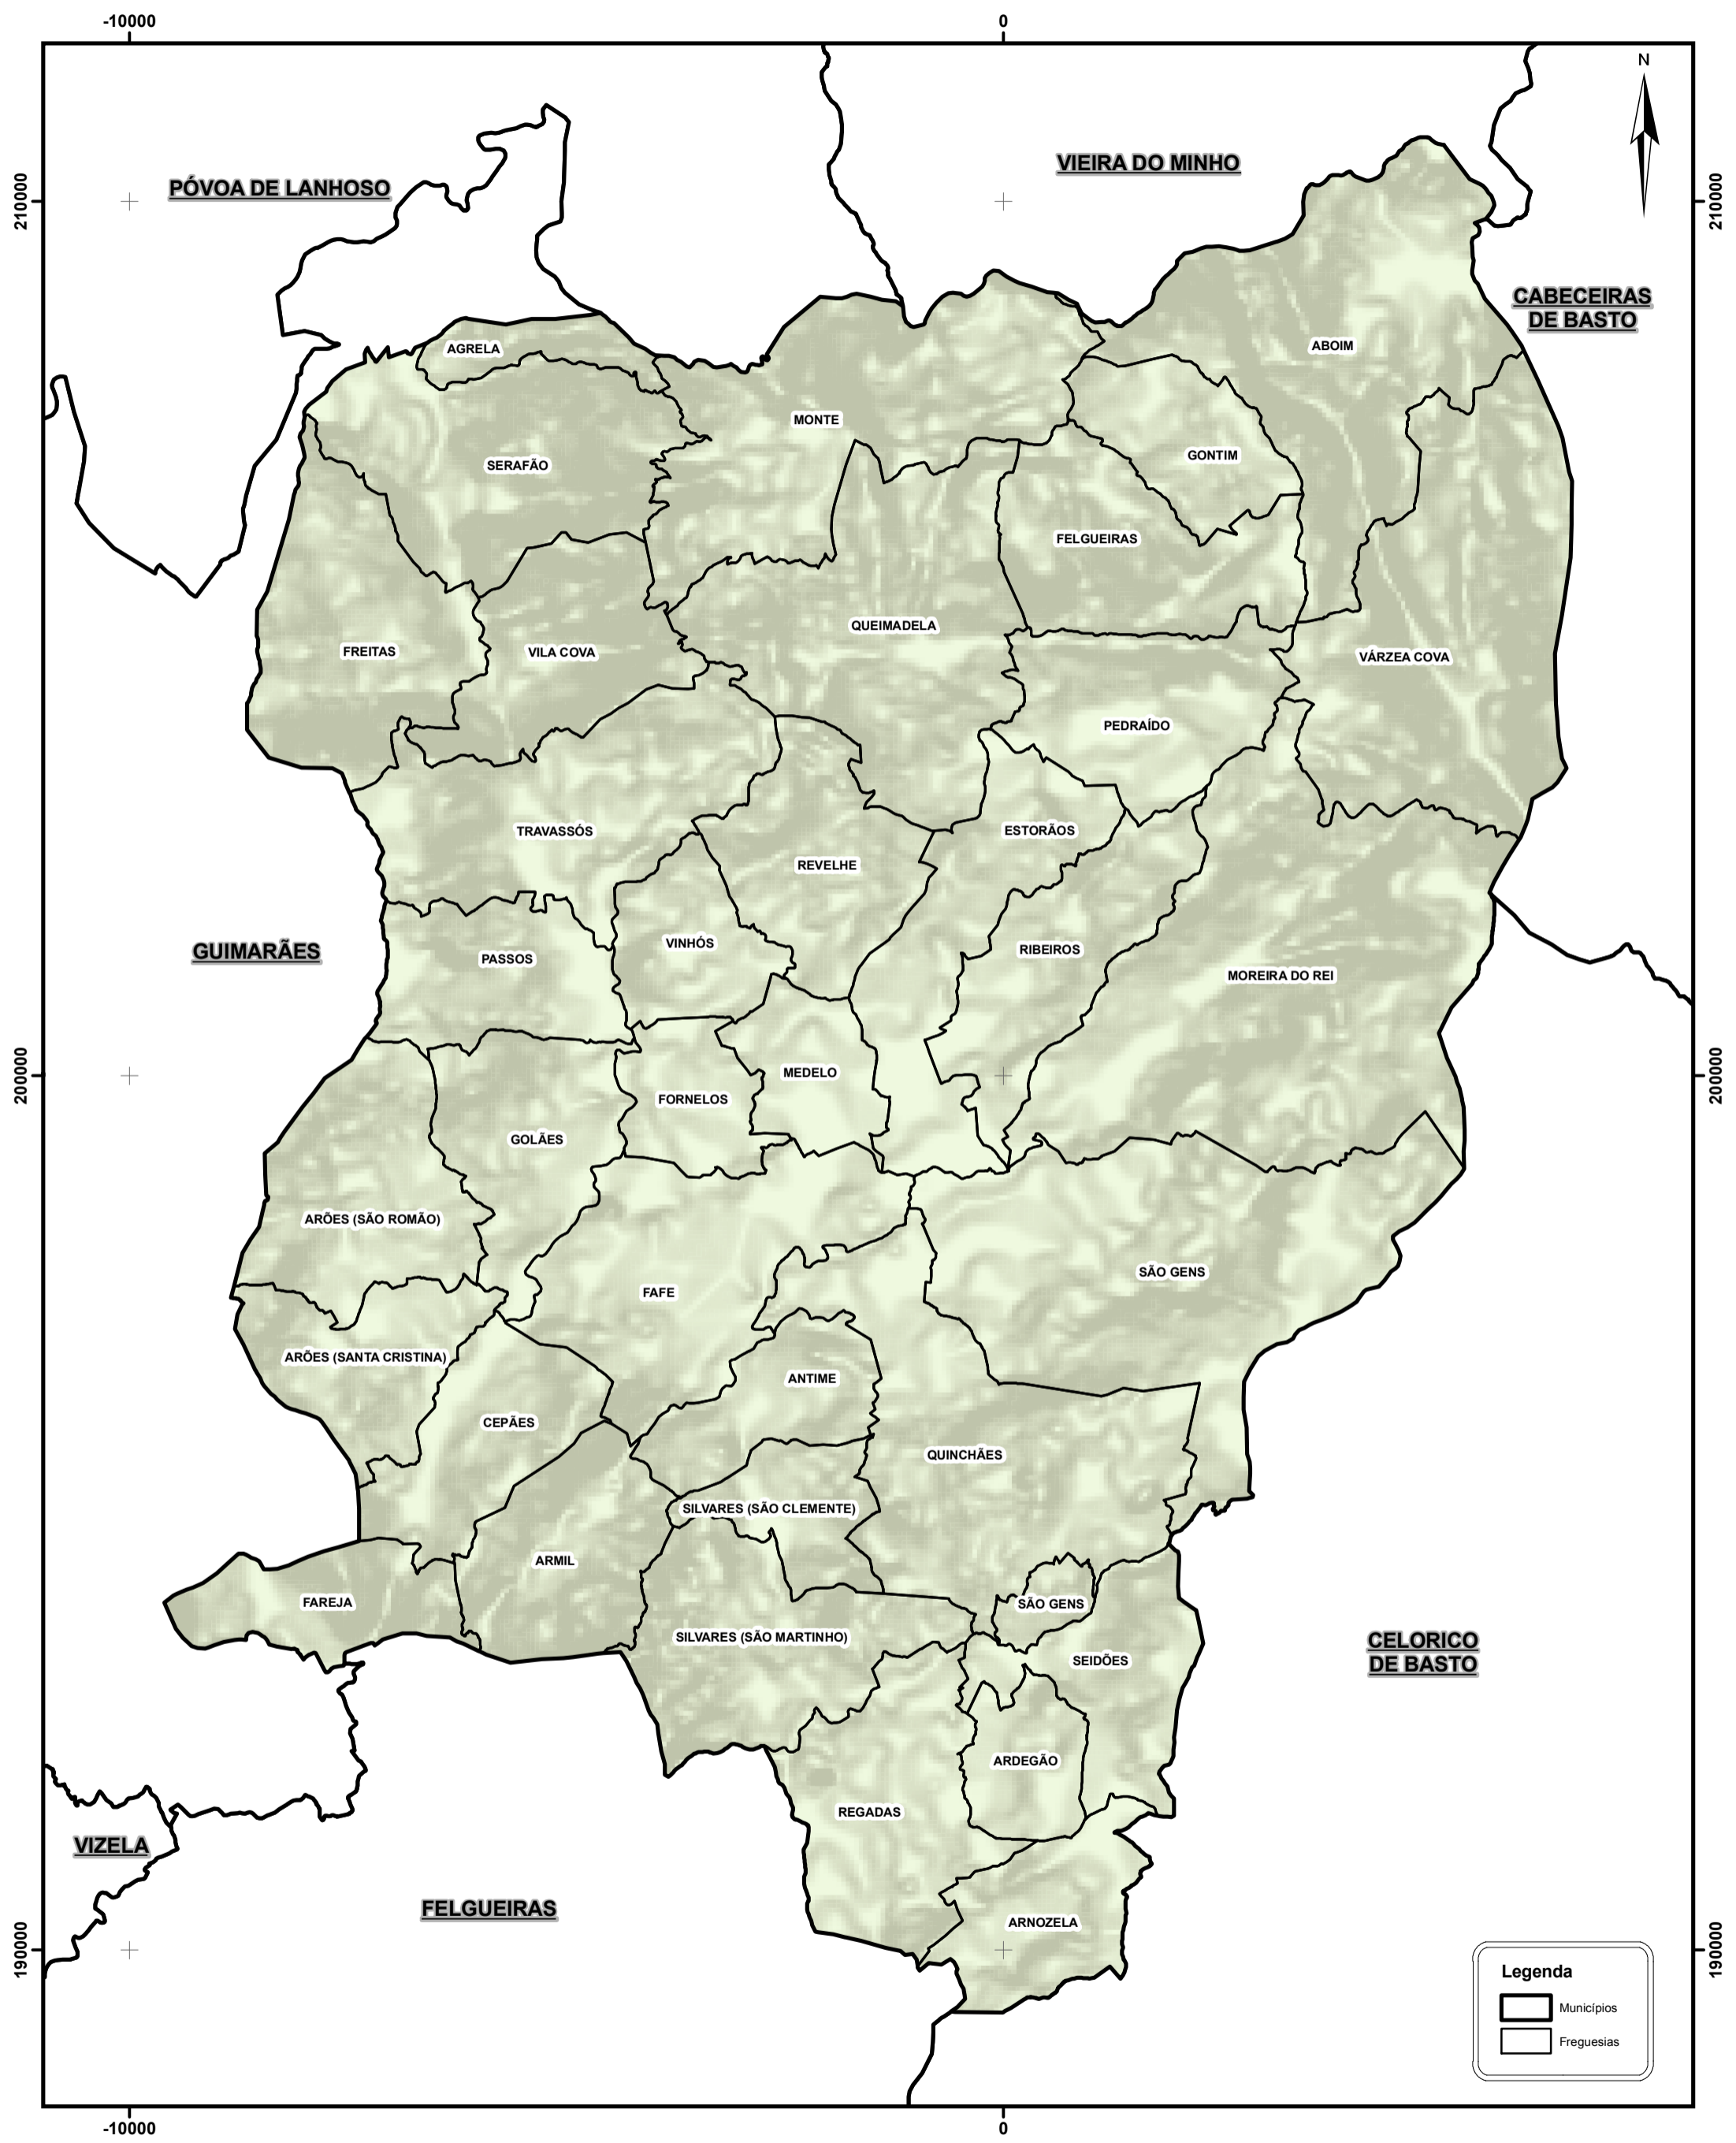 -10000
0
N
PÓVOA DE LANHOSO
VIEIRA DO MINHO
210000
210000
CABECEIRAS
DE BASTO
AGRELA
ABOIM
MONTE
GONTIM
SERAFÃO
FELGUEIRAS
QUEIMADELA
FREITAS
VILA COVA
VÁRZEA COVA
PEDRAÍDO
TRAVASSÓS
ESTORÃOS
REVELHE
VINHÓS
RIBEIROS
GUIMARÃES
PASSOS
MOREIRA DO REI
200000
200000
MEDELO
FORNELOS
GOLÃES
ARÕES (SÃO ROMÃO)
SÃO GENS
FAFE
ARÕES (SANTA CRISTINA)
ANTIME
CEPÃES
QUINCHÃES
SILVARES (SÃO CLEMENTE)
ARMIL
FAREJA
SÃO GENS
SILVARES (SÃO MARTINHO)
CELORICO
DE BASTO
SEIDÕES
ARDEGÃO
REGADAS
VIZELA
FELGUEIRAS
ARNOZELA
190000
190000
Legenda
Municípios
Freguesias
-10000
0